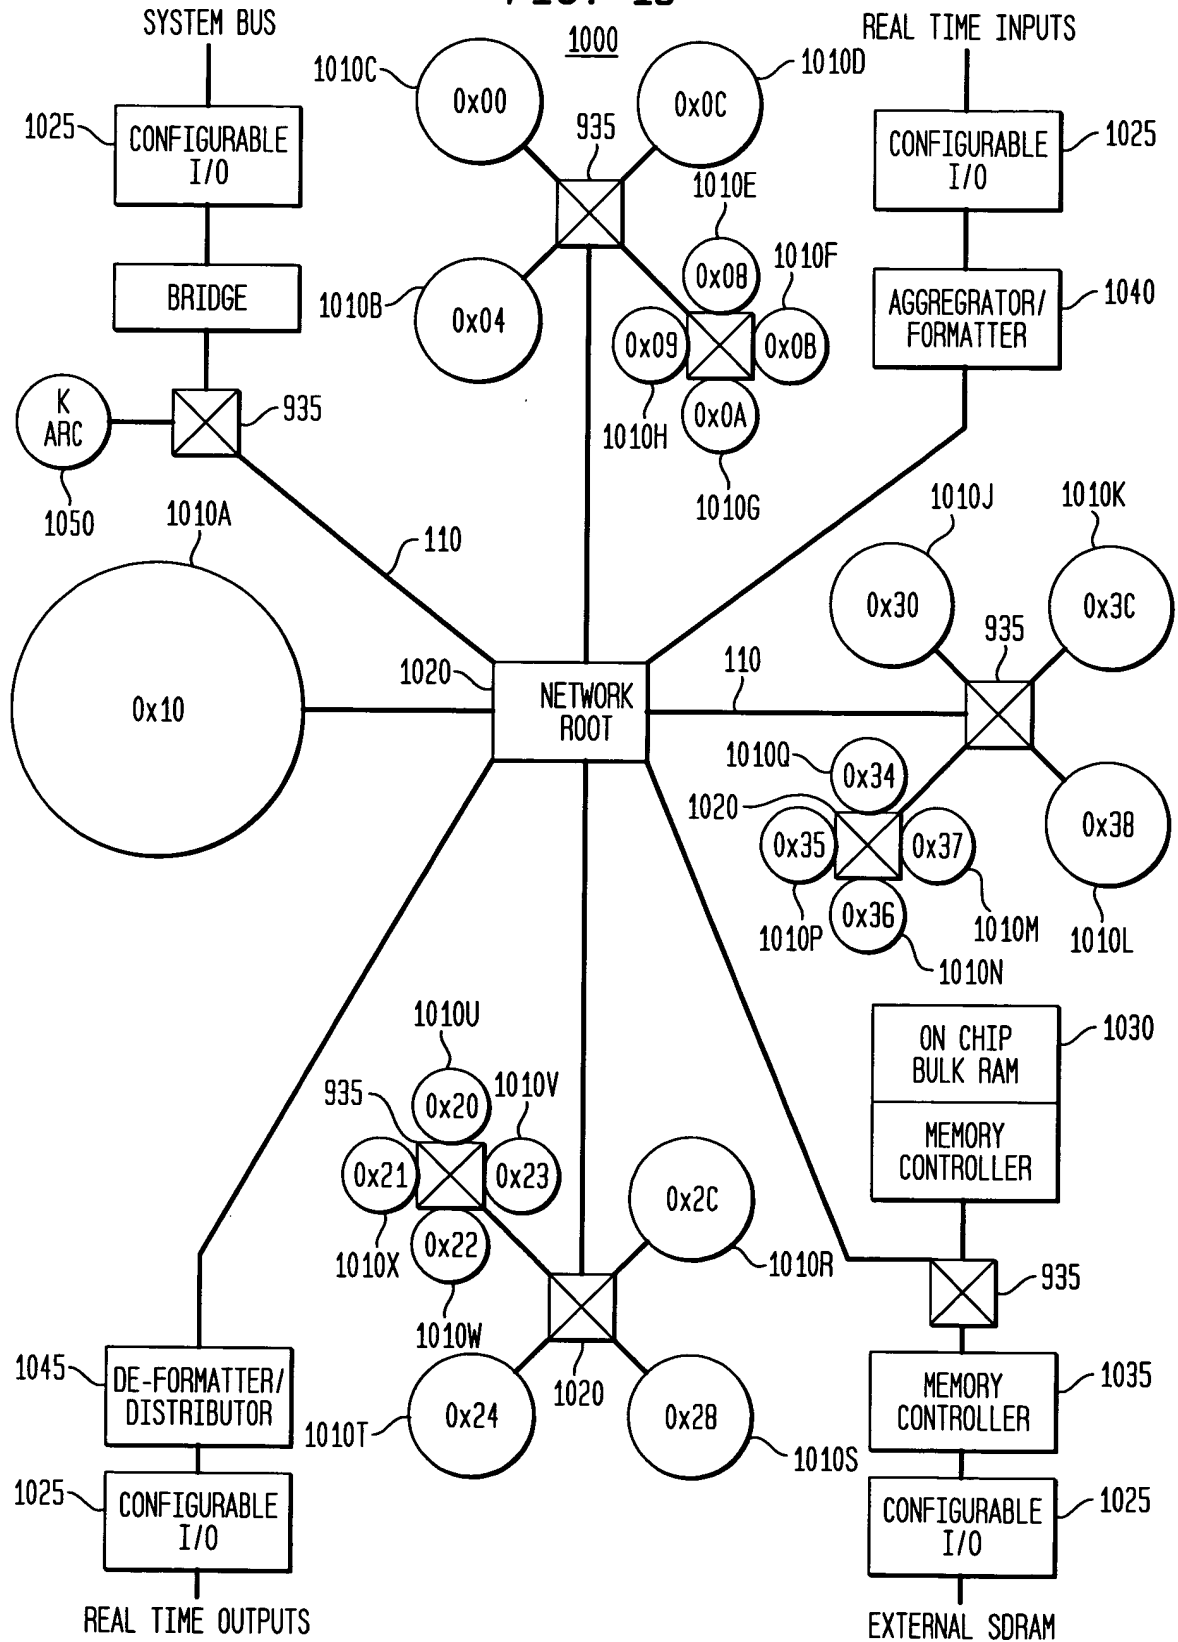 SYSTEM BUS
1000
REAL TIME INPUTS
1010C
0x00
0x0C
1010D
1025
CONFIGURABLE
I/O
935
CONFIGURABLE
I/O
1025
1010E
1010F
BRIDGE
1010B
0x04
0x08
0x09
0x0B
0x0A
1010H
1010G
AGGREGRATOR/
FORMATTER
1040
K
ARC
935
1050
1010A
110
0x10
1010J
1010K
0x30
0x3C
935
1020
NETWORK
ROOT
110
1010Q
0x34
1020
0x35
0x37
0x36
0x38
1010P
1010M
1010N
1010L
1010U
935
0x20
1010V
0x21
0x23
0x22
1010X
1010W
0x2C
1010R
ON CHIP
BULK RAM
1030
MEMORY
CONTROLLER
935
1045
DE-FORMATTER/
DISTRIBUTOR
1010T
0x24
1020
0x28
1010S
MEMORY
CONTROLLER
1035
1025
CONFIGURABLE
I/O
CONFIGURABLE
I/O
1025
REAL TIME OUTPUTS
EXTERNAL SDRAM